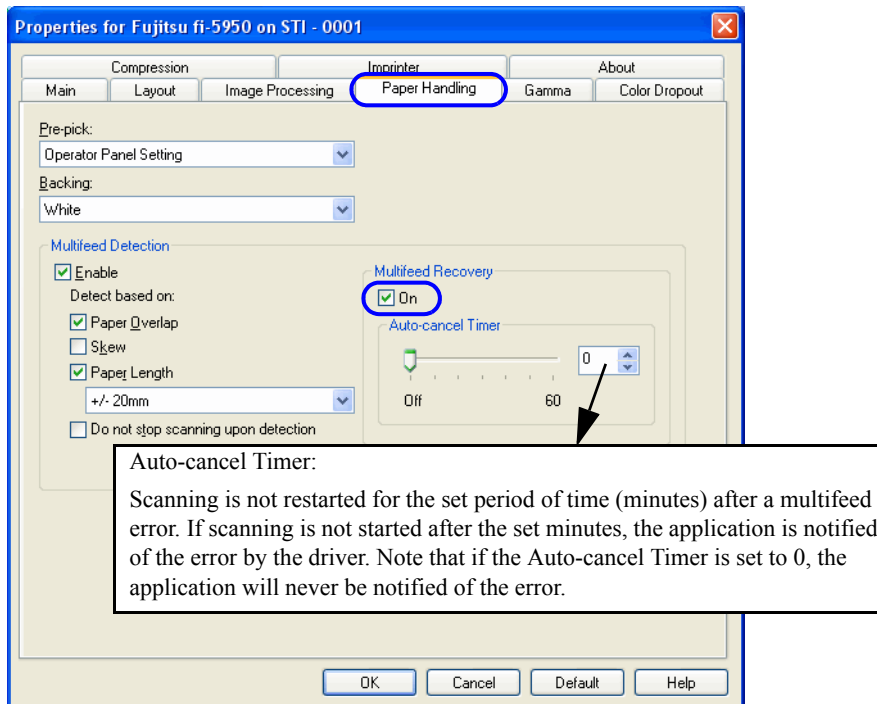 Properties for Fujitsu fi-5950 on STI - 0001
Compression Imprinter About
Main Layout Image Processing Paper Handling Gamma Color Dropout
Pre-pick:
Operator Panel Setting
Backing:
White
Multifeed Detection
Enable
Detect based on:
Paper Overlap
Skew
Paper Length
+/- 20mm
Do not stop scanning upon detection
Multifeed Recovery
On
Auto-cancel Timer
0
Off 60
Auto-cancel Timer:
Scanning is not restarted for the set period of time (minutes) after a multifeed
error. If scanning is not started after the set minutes, the application is notified
of the error by the driver. Note that if the Auto-cancel Timer is set to 0, the
application will never be notified of the error.
OK Cancel Default Help